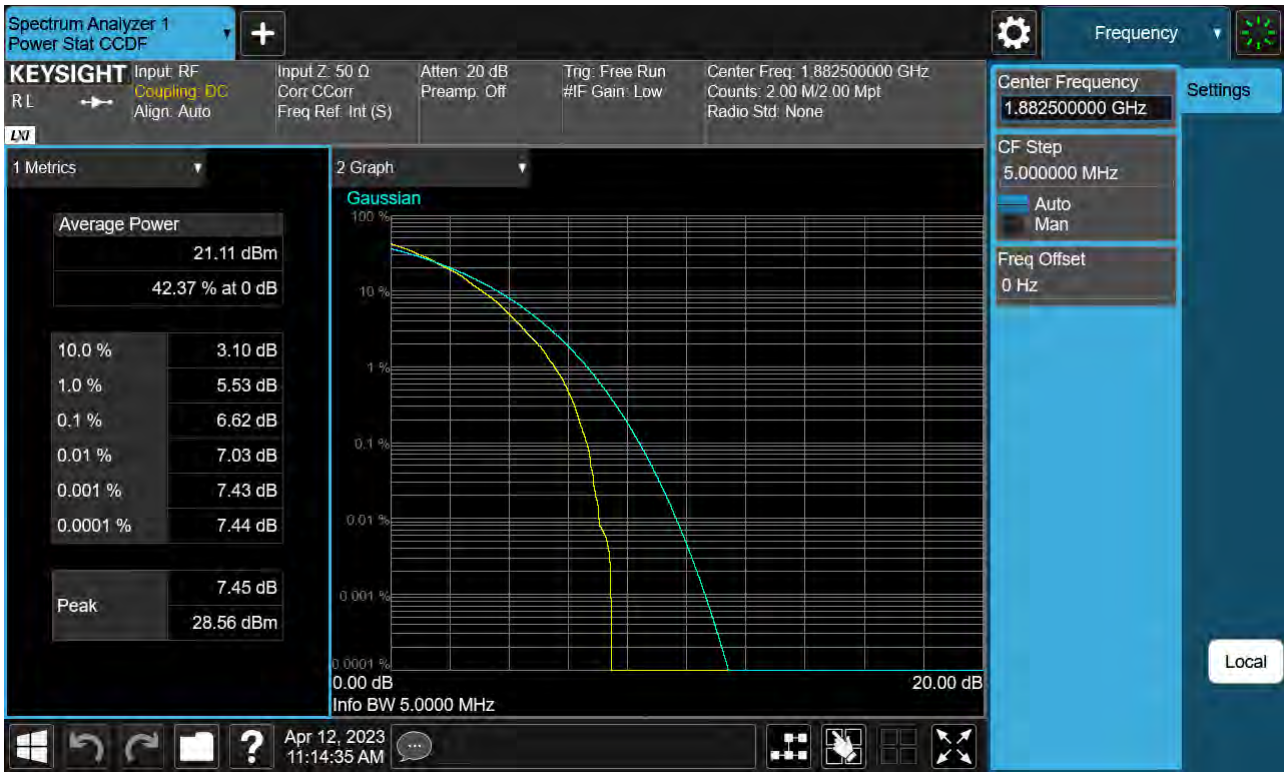 Spectrum Analyzer 1
Power Stat CCDF
+
Frequency
KEYSIGHT
RL
LXI
Input: RF
Coupling: DC
Align: Auto
Input Z: 50 Ω
Corr CCorr
Freq Ref: Int (S)
Atten: 20 dB
Preamp: Off
Trig: Free Run
#IF Gain: Low
Center Freq: 1.882500000 GHz
Counts: 2.00 M/2.00 Mpt
Radio Std: None
Center Frequency
1.882500000 GHz
Settings
CF Step
5.000000 MHz
Auto
Man
Freq Offset
0 Hz
Local
1 Metrics
Average Power
21.11 dBm
42.37 % at 0 dB
10.0 % 3.10 dB
1.0 % 5.53 dB
0.1 % 6.62 dB
0.01 % 7.03 dB
0.001 % 7.43 dB
0.0001 % 7.44 dB
Peak 7.45 dB
28.56 dBm
2 Graph
Gaussian
100 %
10 %
1 %
0.1 %
0.01 %
0.001 %
0.0001 %
0.00 dB 20.00 dB
Info BW 5.0000 MHz
?
Apr 12, 2023
11:14:35 AM